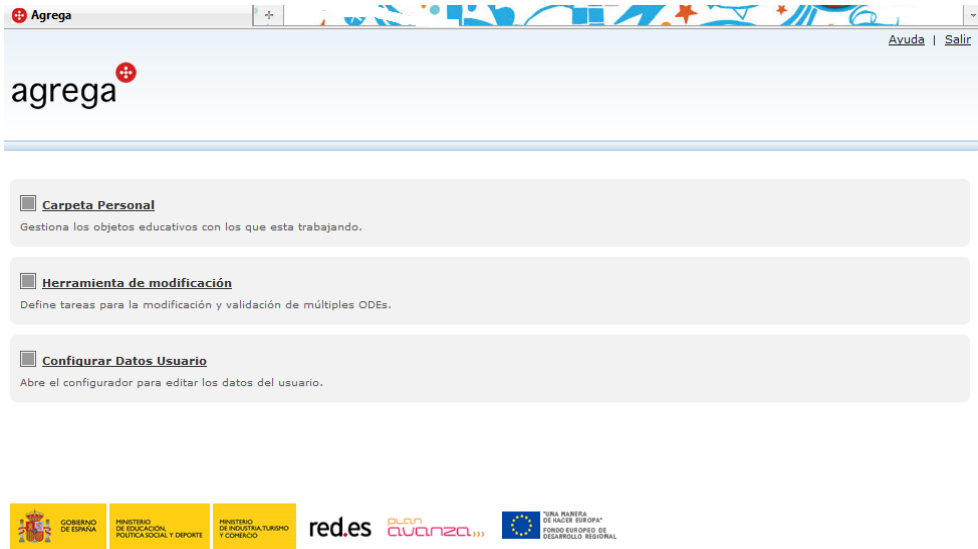 Agrega
Ayuda | Salir
agrega
Carpeta Personal
Gestiona los objetos educativos con los que esta trabajando.
Herramienta de modificación
Define tareas para la modificación y validación de múltiples ODEs.
Configurar Datos Usuario
Abre el configurador para editar los datos del usuario.
GOBIERNO
DE ESPAÑA
MINISTERIO
DE EDUCACIÓN,
POLÍTICA SOCIAL Y DEPORTE
MINISTERIO
DE INDUSTRIA, TURISMO
Y COMERCIO
red.es
PLAN
avanza
"UNA MANERA
DE HACER EUROPA"
FONDO EUROPEO DE
DESARROLLO REGIONAL